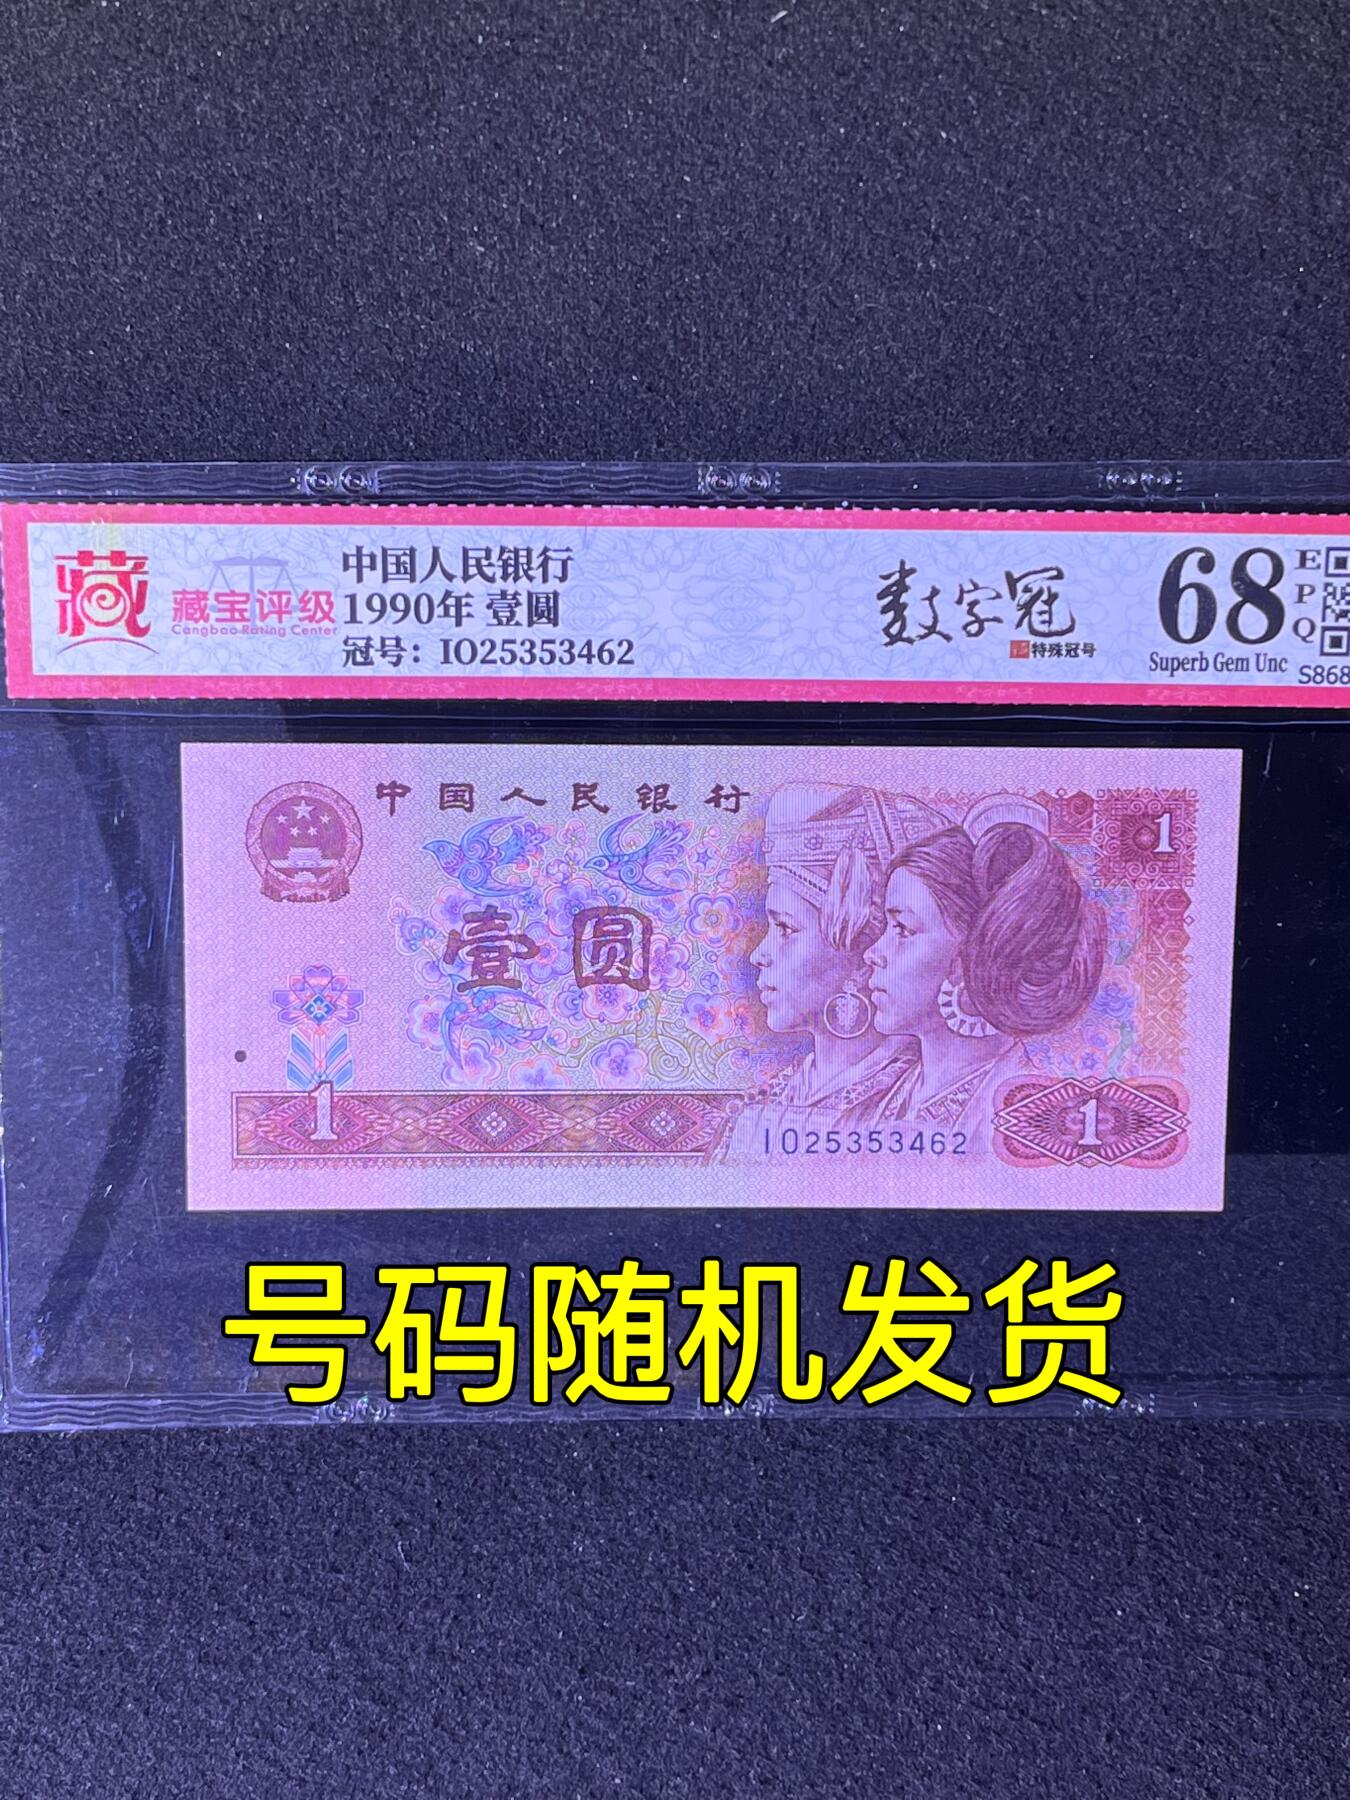 藏
藏宝评级
Cangbao Rating Center
中国人民银行
1990年 壹圆
冠号：IO25353462
数字冠
特殊冠号
68
EPQ
Superb Gem Unc
S868
中国人民银行
1
壹圆
1
IO25353462
1
号码随机发货